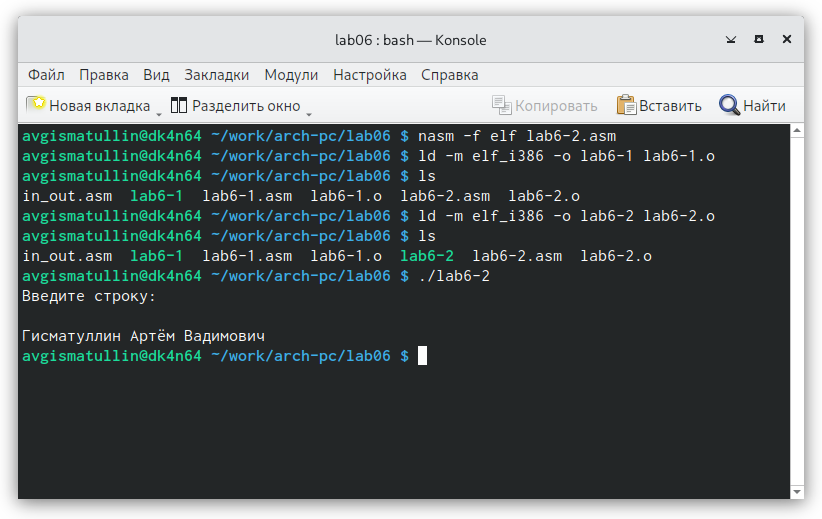 lab06 : bash — Konsole
Файл Правка Вид Закладки Модули Настройка Справка
Новая вкладка Разделить окно Копировать Вставить Найти
avgismatullin@dk4n64 ~/work/arch-pc/lab06 $ nasm -f elf lab6-2.asm
avgismatullin@dk4n64 ~/work/arch-pc/lab06 $ ld -m elf_i386 -o lab6-1 lab6-1.o
avgismatullin@dk4n64 ~/work/arch-pc/lab06 $ ls
in_out.asm lab6-1 lab6-1.asm lab6-1.o lab6-2.asm lab6-2.o
avgismatullin@dk4n64 ~/work/arch-pc/lab06 $ ld -m elf_i386 -o lab6-2 lab6-2.o
avgismatullin@dk4n64 ~/work/arch-pc/lab06 $ ls
in_out.asm lab6-1 lab6-1.asm lab6-1.o lab6-2 lab6-2.asm lab6-2.o
avgismatullin@dk4n64 ~/work/arch-pc/lab06 $ ./lab6-2
Введите строку:
Гисматуллин Артём Вадимович
avgismatullin@dk4n64 ~/work/arch-pc/lab06 $